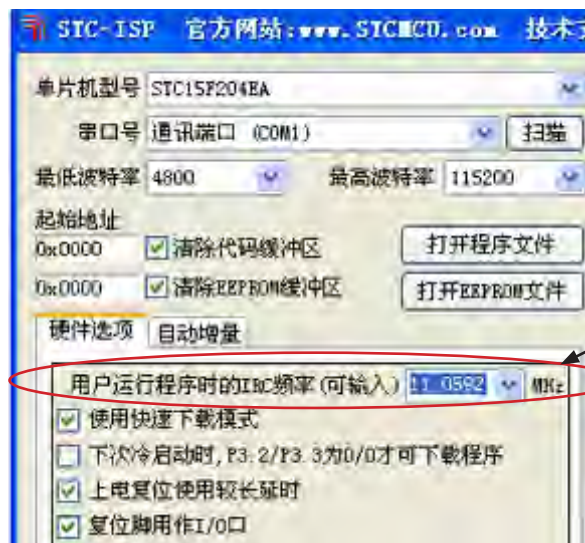 STC-ISP 官方网站:www.STCMCU.com 技术
单片机型号 STC15F204EA
串口号 通讯端口 (COM1) 扫描
最低波特率 4800 最高波特率 115200
起始地址
0x0000 清除代码缓冲区 打开程序文件
0x0000 清除EEPROM缓冲区 打开EEPROM文件
硬件选项 自动增量
用户运行程序时的IRC频率(可输入) 11.0592 MHz
使用快速下载模式
下次冷启动时,P3.2/P3.3为0/0才可下载程序
上电复位使用较长延时
复位脚用作I/O口